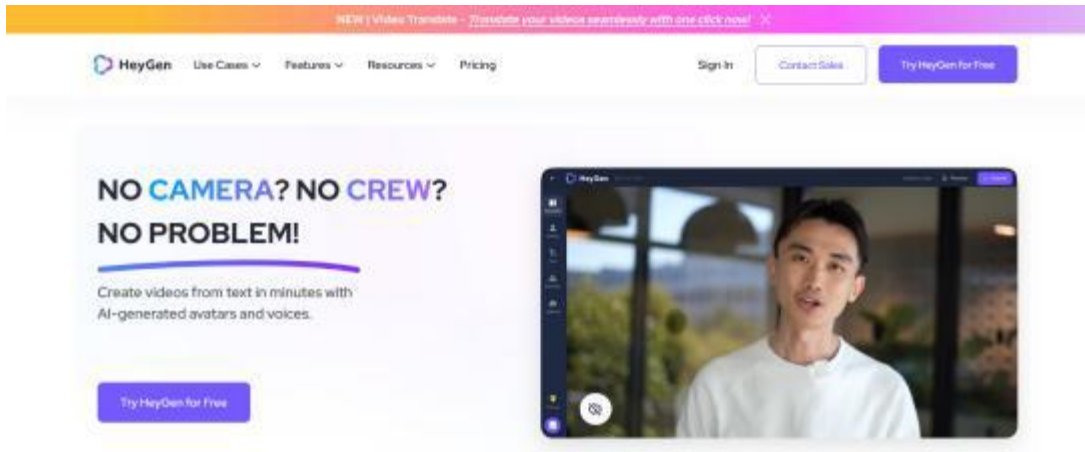 NEW | Video Translate - Translate your videos seamlessly with one click now!
HeyGen Use Cases Features Resources Pricing Sign In Contact Sales Try HeyGen for Free
NO CAMERA? NO CREW?
NO PROBLEM!
Create videos from text in minutes with
AI-generated avatars and voices.
Try HeyGen for Free
HeyGen